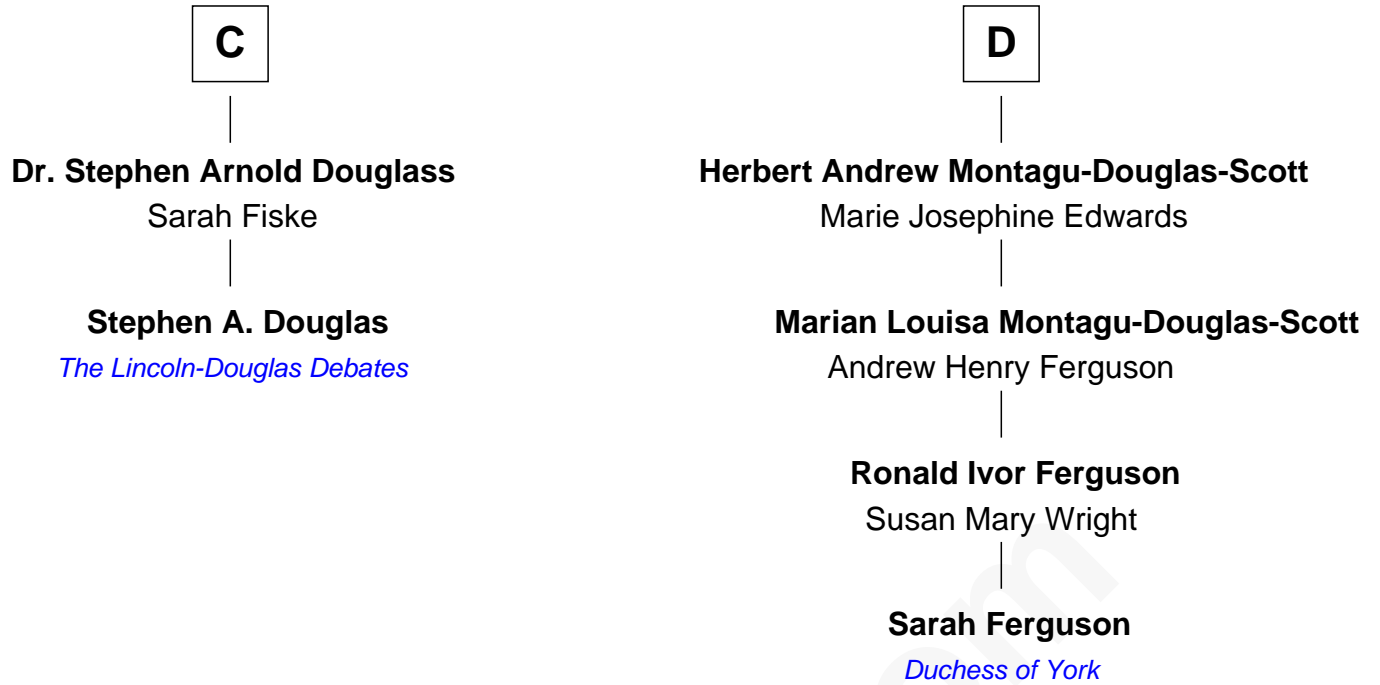 C
Dr. Stephen Arnold Douglass
Sarah Fiske
Stephen A. Douglas
The Lincoln-Douglas Debates
D
Herbert Andrew Montagu-Douglas-Scott
Marie Josephine Edwards
Marian Louisa Montagu-Douglas-Scott
Andrew Henry Ferguson
Ronald Ivor Ferguson
Susan Mary Wright
Sarah Ferguson
Duchess of York